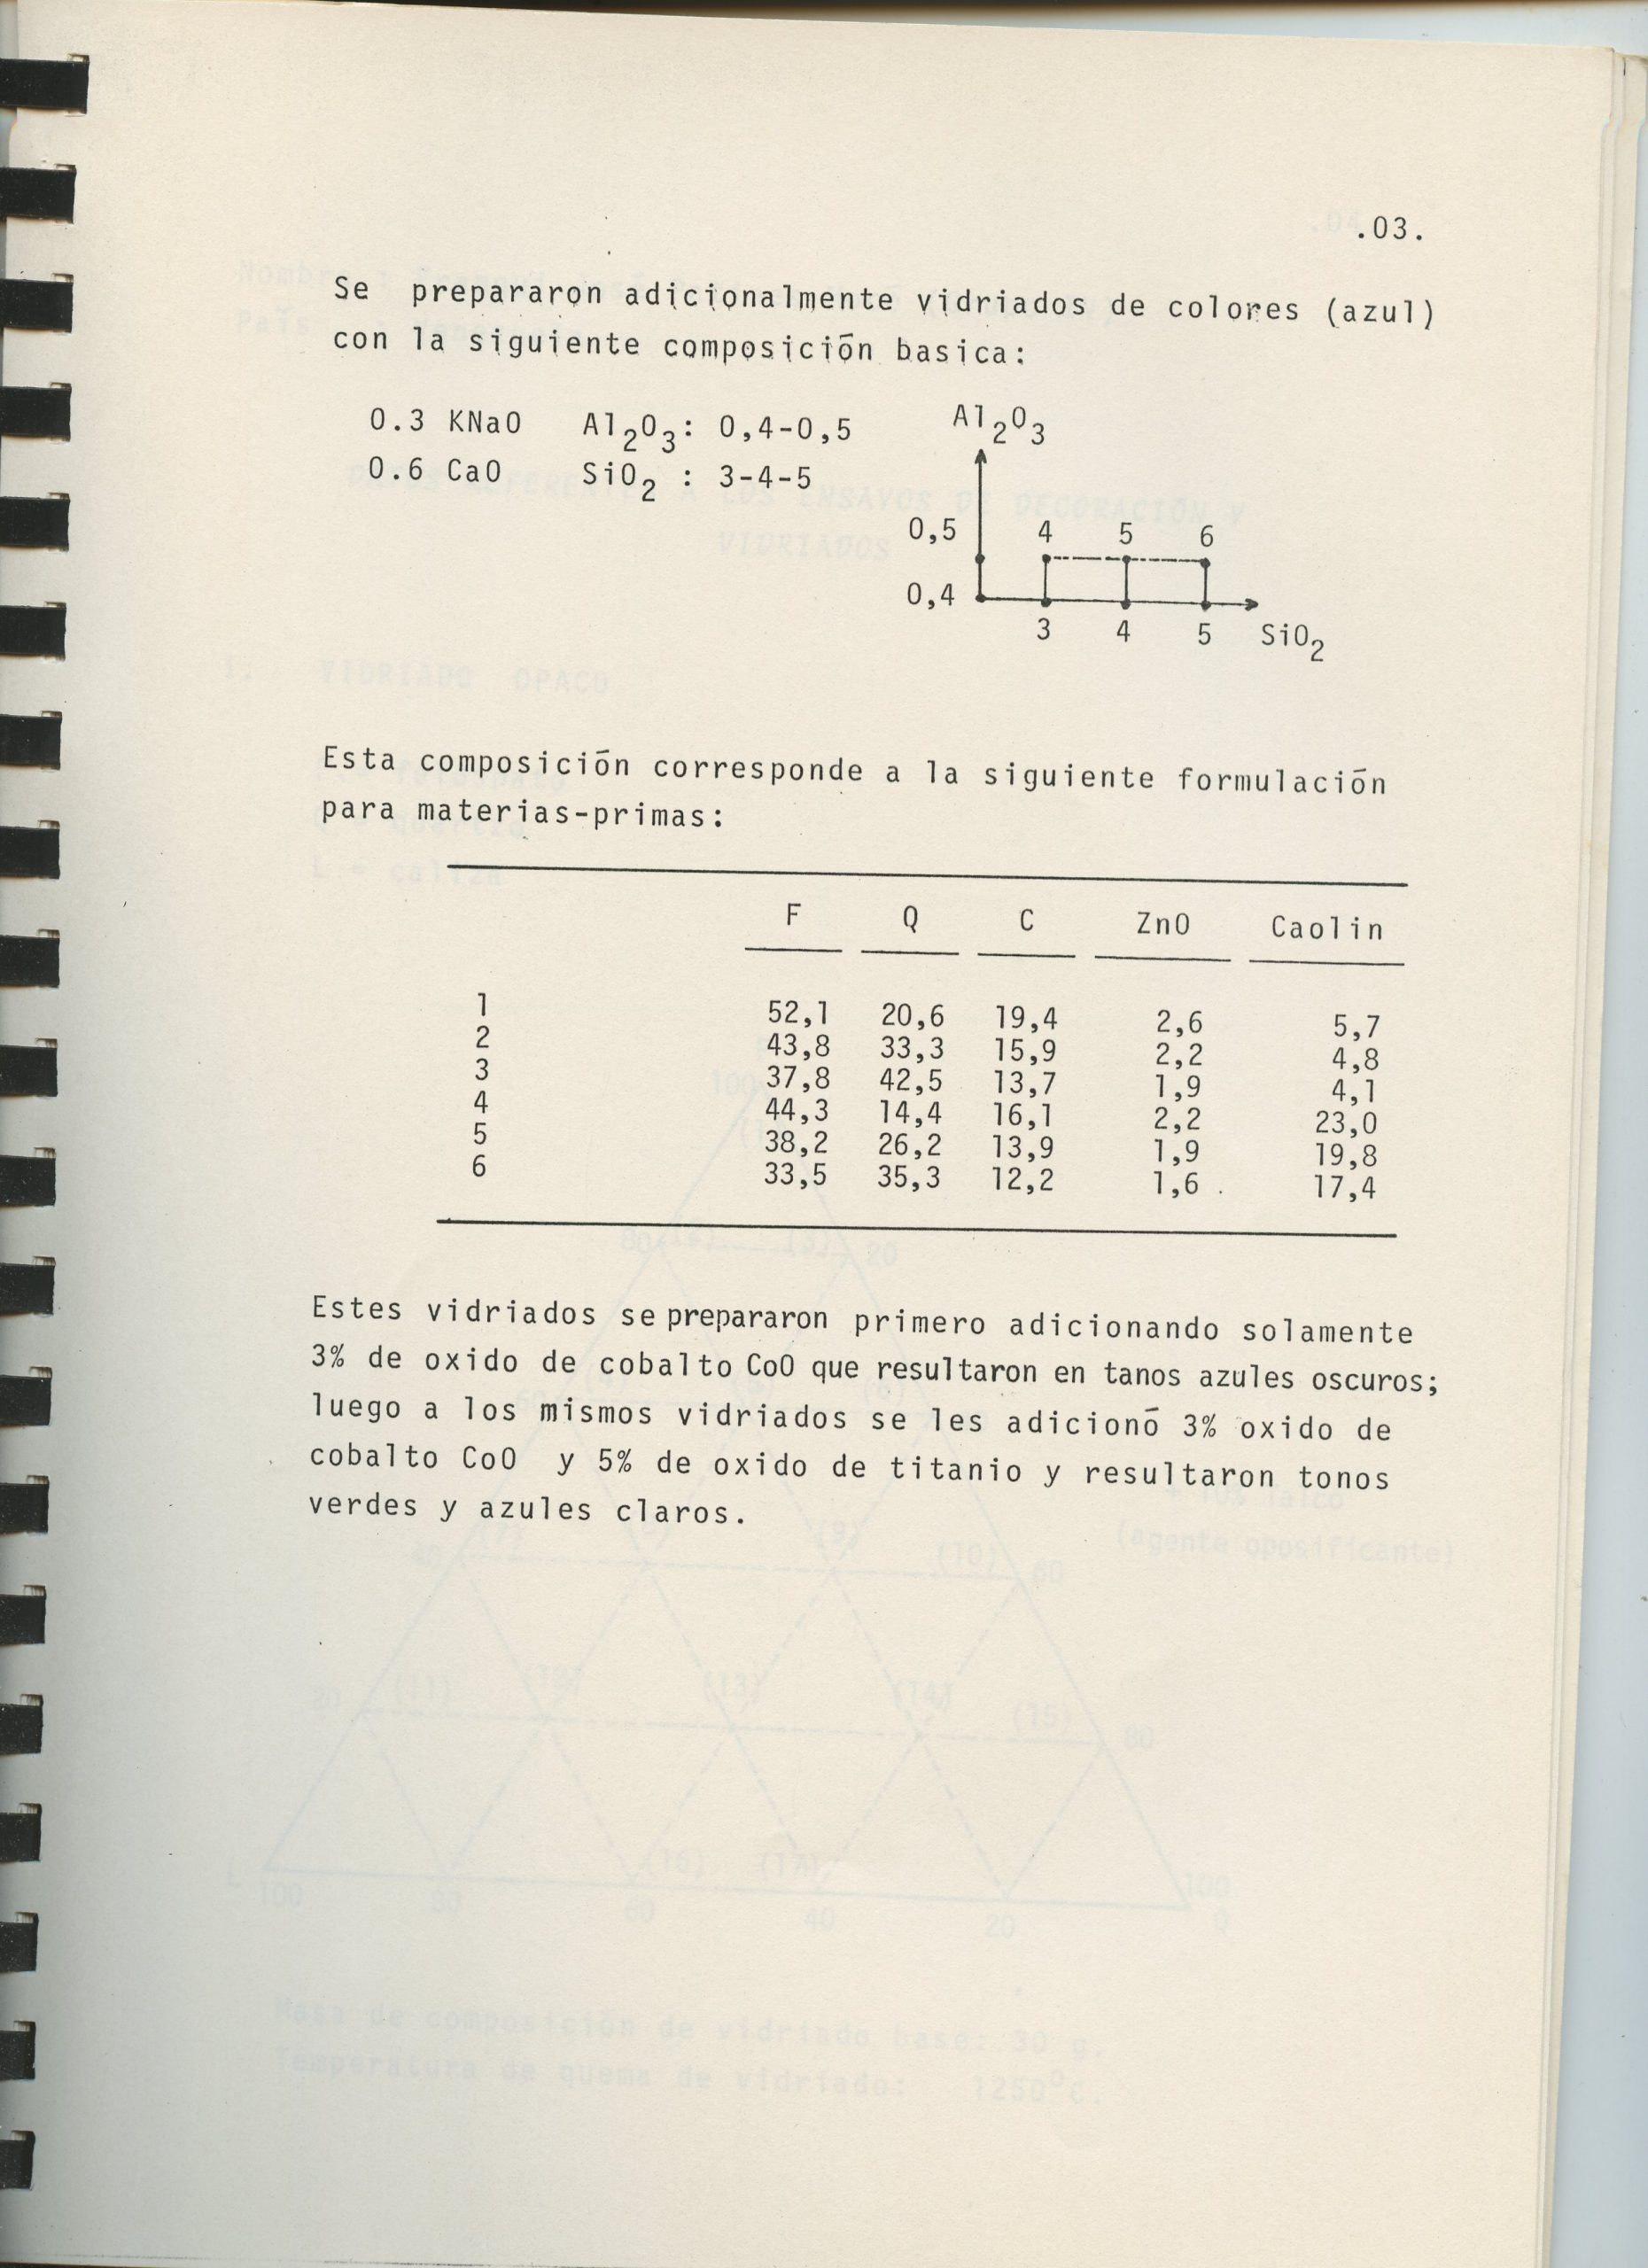 .03.
Se prepararon adicionalmente vidriados de colores (azul)
con la siguiente composición basica:
0.3 KNaO Al2O3: 0,4-0,5
0.6 CaO SiO2 : 3-4-5
Al2O3
0,5 4 5 6
0,4
3 4 5 SiO2
Esta composición corresponde a la siguiente formulación
para materias-primas:
F Q C ZnO Caolin
1 52,1 20,6 19,4 2,6 5,7
2 43,8 33,3 15,9 2,2 4,8
3 37,8 42,5 13,7 1,9 4,1
4 44,3 14,4 16,1 2,2 23,0
5 38,2 26,2 13,9 1,9 19,8
6 33,5 35,3 12,2 1,6 . 17,4
Estes vidriados se prepararon primero adicionando solamente
3% de oxido de cobalto CoO que resultaron en tanos azules oscuros;
luego a los mismos vidriados se les adicionó 3% oxido de
cobalto CoO y 5% de oxido de titanio y resultaron tonos
verdes y azules claros.